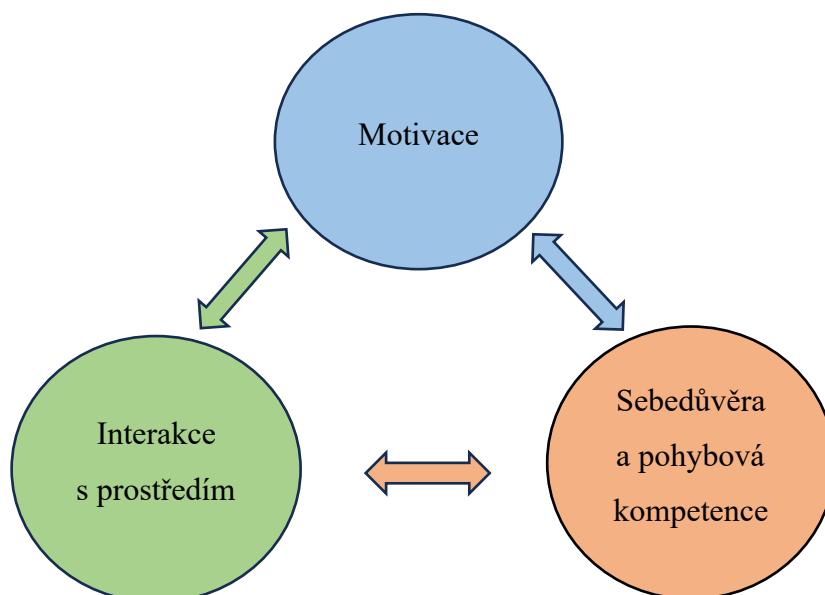 Motivace
Interakce
s prostředím
Sebedůvěra
a pohybová
kompetence